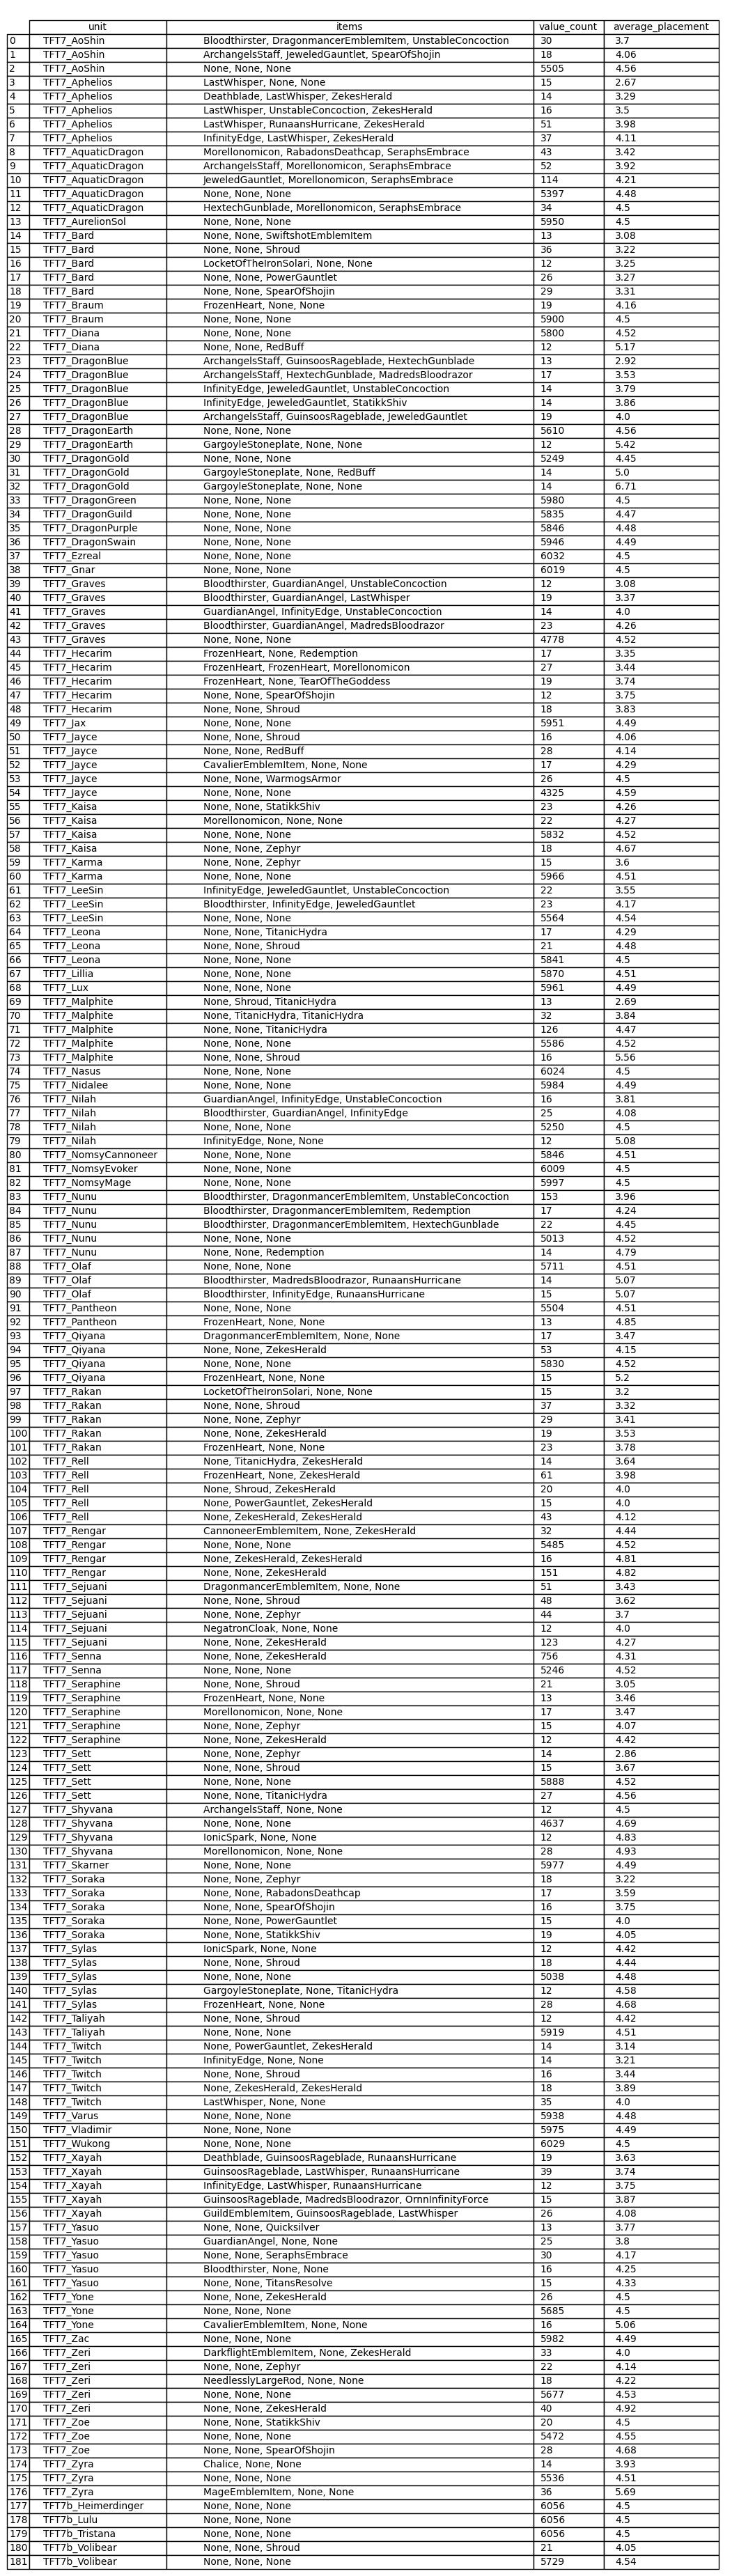 unit items value_count average_placement
0 TFT7_AoShin Bloodthirster, DragonmancerEmblemItem, UnstableConcoction 30 3.7
1 TFT7_AoShin ArchangelsStaff, JeweledGauntlet, SpearOfShojin 18 4.06
2 TFT7_AoShin None, None, None 5505 4.56
3 TFT7_Aphelios LastWhisper, None, None 15 2.67
4 TFT7_Aphelios Deathblade, LastWhisper, ZekesHerald 14 3.29
5 TFT7_Aphelios LastWhisper, UnstableConcoction, ZekesHerald 16 3.5
6 TFT7_Aphelios LastWhisper, RunaansHurricane, ZekesHerald 51 3.98
7 TFT7_Aphelios InfinityEdge, LastWhisper, ZekesHerald 37 4.11
8 TFT7_AquaticDragon Morellonomicon, RabadonsDeathcap, SeraphsEmbrace 43 3.42
9 TFT7_AquaticDragon ArchangelsStaff, Morellonomicon, SeraphsEmbrace 52 3.92
10 TFT7_AquaticDragon JeweledGauntlet, Morellonomicon, SeraphsEmbrace 114 4.21
11 TFT7_AquaticDragon None, None, None 5397 4.48
12 TFT7_AquaticDragon HextechGunblade, Morellonomicon, SeraphsEmbrace 34 4.5
13 TFT7_AurelionSol None, None, None 5950 4.5
14 TFT7_Bard None, None, SwiftshotEmblemItem 13 3.08
15 TFT7_Bard None, None, Shroud 36 3.22
16 TFT7_Bard LocketOfTheIronSolari, None, None 12 3.25
17 TFT7_Bard None, None, PowerGauntlet 26 3.27
18 TFT7_Bard None, None, SpearOfShojin 29 3.31
19 TFT7_Braum FrozenHeart, None, None 19 4.16
20 TFT7_Braum None, None, None 5900 4.5
21 TFT7_Diana None, None, None 5800 4.52
22 TFT7_Diana None, None, RedBuff 12 5.17
23 TFT7_DragonBlue ArchangelsStaff, GuinsoosRageblade, HextechGunblade 13 2.92
24 TFT7_DragonBlue ArchangelsStaff, HextechGunblade, MadredsBloodrazor 17 3.53
25 TFT7_DragonBlue InfinityEdge, JeweledGauntlet, UnstableConcoction 14 3.79
26 TFT7_DragonBlue InfinityEdge, JeweledGauntlet, StatikkShiv 14 3.86
27 TFT7_DragonBlue ArchangelsStaff, GuinsoosRageblade, JeweledGauntlet 19 4.0
28 TFT7_DragonEarth None, None, None 5610 4.56
29 TFT7_DragonEarth GargoyleStoneplate, None, None 12 5.42
30 TFT7_DragonGold None, None, None 5249 4.45
31 TFT7_DragonGold GargoyleStoneplate, None, RedBuff 14 5.0
32 TFT7_DragonGold GargoyleStoneplate, None, None 14 6.71
33 TFT7_DragonGreen None, None, None 5980 4.5
34 TFT7_DragonGuild None, None, None 5835 4.47
35 TFT7_DragonPurple None, None, None 5846 4.48
36 TFT7_DragonSwain None, None, None 5946 4.49
37 TFT7_Ezreal None, None, None 6032 4.5
38 TFT7_Gnar None, None, None 6019 4.5
39 TFT7_Graves Bloodthirster, GuardianAngel, UnstableConcoction 12 3.08
40 TFT7_Graves Bloodthirster, GuardianAngel, LastWhisper 19 3.37
41 TFT7_Graves GuardianAngel, InfinityEdge, UnstableConcoction 14 4.0
42 TFT7_Graves Bloodthirster, GuardianAngel, MadredsBloodrazor 23 4.26
43 TFT7_Graves None, None, None 4778 4.52
44 TFT7_Hecarim FrozenHeart, None, Redemption 17 3.35
45 TFT7_Hecarim FrozenHeart, FrozenHeart, Morellonomicon 27 3.44
46 TFT7_Hecarim FrozenHeart, None, TearOfTheGoddess 19 3.74
47 TFT7_Hecarim None, None, SpearOfShojin 12 3.75
48 TFT7_Hecarim None, None, Shroud 18 3.83
49 TFT7_Jax None, None, None 5951 4.49
50 TFT7_Jayce None, None, Shroud 16 4.06
51 TFT7_Jayce None, None, RedBuff 28 4.14
52 TFT7_Jayce CavalierEmblemItem, None, None 17 4.29
53 TFT7_Jayce None, None, WarmogsArmor 26 4.5
54 TFT7_Jayce None, None, None 4325 4.59
55 TFT7_Kaisa None, None, StatikkShiv 23 4.26
56 TFT7_Kaisa Morellonomicon, None, None 22 4.27
57 TFT7_Kaisa None, None, None 5832 4.52
58 TFT7_Kaisa None, None, Zephyr 18 4.67
59 TFT7_Karma None, None, Zephyr 15 3.6
60 TFT7_Karma None, None, None 5966 4.51
61 TFT7_LeeSin InfinityEdge, JeweledGauntlet, UnstableConcoction 22 3.55
62 TFT7_LeeSin Bloodthirster, InfinityEdge, JeweledGauntlet 23 4.17
63 TFT7_LeeSin None, None, None 5564 4.54
64 TFT7_Leona None, None, TitanicHydra 17 4.29
65 TFT7_Leona None, None, Shroud 21 4.48
66 TFT7_Leona None, None, None 5841 4.5
67 TFT7_Lillia None, None, None 5870 4.51
68 TFT7_Lux None, None, None 5961 4.49
69 TFT7_Malphite None, Shroud, TitanicHydra 13 2.69
70 TFT7_Malphite None, TitanicHydra, TitanicHydra 32 3.84
71 TFT7_Malphite None, None, TitanicHydra 126 4.47
72 TFT7_Malphite None, None, None 5586 4.52
73 TFT7_Malphite None, None, Shroud 16 5.56
74 TFT7_Nasus None, None, None 6024 4.5
75 TFT7_Nidalee None, None, None 5984 4.49
76 TFT7_Nilah GuardianAngel, InfinityEdge, UnstableConcoction 16 3.81
77 TFT7_Nilah Bloodthirster, GuardianAngel, InfinityEdge 25 4.08
78 TFT7_Nilah None, None, None 5250 4.5
79 TFT7_Nilah InfinityEdge, None, None 12 5.08
80 TFT7_NomsyCannoneer None, None, None 5846 4.51
81 TFT7_NomsyEvoker None, None, None 6009 4.5
82 TFT7_NomsyMage None, None, None 5997 4.5
83 TFT7_Nunu Bloodthirster, DragonmancerEmblemItem, UnstableConcoction 153 3.96
84 TFT7_Nunu Bloodthirster, DragonmancerEmblemItem, Redemption 17 4.24
85 TFT7_Nunu Bloodthirster, DragonmancerEmblemItem, HextechGunblade 22 4.45
86 TFT7_Nunu None, None, None 5013 4.52
87 TFT7_Nunu None, None, Redemption 14 4.79
88 TFT7_Olaf None, None, None 5711 4.51
89 TFT7_Olaf Bloodthirster, MadredsBloodrazor, RunaansHurricane 14 5.07
90 TFT7_Olaf Bloodthirster, InfinityEdge, RunaansHurricane 15 5.07
91 TFT7_Pantheon None, None, None 5504 4.51
92 TFT7_Pantheon FrozenHeart, None, None 13 4.85
93 TFT7_Qiyana DragonmancerEmblemItem, None, None 17 3.47
94 TFT7_Qiyana None, None, ZekesHerald 53 4.15
95 TFT7_Qiyana None, None, None 5830 4.52
96 TFT7_Qiyana FrozenHeart, None, None 15 5.2
97 TFT7_Rakan LocketOfTheIronSolari, None, None 15 3.2
98 TFT7_Rakan None, None, Shroud 37 3.32
99 TFT7_Rakan None, None, Zephyr 29 3.41
100 TFT7_Rakan None, None, ZekesHerald 19 3.53
101 TFT7_Rakan FrozenHeart, None, None 23 3.78
102 TFT7_Rell None, TitanicHydra, ZekesHerald 14 3.64
103 TFT7_Rell FrozenHeart, None, ZekesHerald 61 3.98
104 TFT7_Rell None, Shroud, ZekesHerald 20 4.0
105 TFT7_Rell None, PowerGauntlet, ZekesHerald 15 4.0
106 TFT7_Rell None, ZekesHerald, ZekesHerald 43 4.12
107 TFT7_Rengar CannoneerEmblemItem, None, ZekesHerald 32 4.44
108 TFT7_Rengar None, None, None 5485 4.52
109 TFT7_Rengar None, ZekesHerald, ZekesHerald 16 4.81
110 TFT7_Rengar None, None, ZekesHerald 151 4.82
111 TFT7_Sejuani DragonmancerEmblemItem, None, None 51 3.43
112 TFT7_Sejuani None, None, Shroud 48 3.62
113 TFT7_Sejuani None, None, Zephyr 44 3.7
114 TFT7_Sejuani NegatronCloak, None, None 12 4.0
115 TFT7_Sejuani None, None, ZekesHerald 123 4.27
116 TFT7_Senna None, None, ZekesHerald 756 4.31
117 TFT7_Senna None, None, None 5246 4.52
118 TFT7_Seraphine None, None, Shroud 21 3.05
119 TFT7_Seraphine FrozenHeart, None, None 13 3.46
120 TFT7_Seraphine Morellonomicon, None, None 17 3.47
121 TFT7_Seraphine None, None, Zephyr 15 4.07
122 TFT7_Seraphine None, None, ZekesHerald 12 4.42
123 TFT7_Sett None, None, Zephyr 14 2.86
124 TFT7_Sett None, None, Shroud 15 3.67
125 TFT7_Sett None, None, None 5888 4.52
126 TFT7_Sett None, None, TitanicHydra 27 4.56
127 TFT7_Shyvana ArchangelsStaff, None, None 12 4.5
128 TFT7_Shyvana None, None, None 4637 4.69
129 TFT7_Shyvana IonicSpark, None, None 12 4.83
130 TFT7_Shyvana Morellonomicon, None, None 28 4.93
131 TFT7_Skarner None, None, None 5977 4.49
132 TFT7_Soraka None, None, Zephyr 18 3.22
133 TFT7_Soraka None, None, RabadonsDeathcap 17 3.59
134 TFT7_Soraka None, None, SpearOfShojin 16 3.75
135 TFT7_Soraka None, None, PowerGauntlet 15 4.0
136 TFT7_Soraka None, None, StatikkShiv 19 4.05
137 TFT7_Sylas IonicSpark, None, None 12 4.42
138 TFT7_Sylas None, None, Shroud 18 4.44
139 TFT7_Sylas None, None, None 5038 4.48
140 TFT7_Sylas GargoyleStoneplate, None, TitanicHydra 12 4.58
141 TFT7_Sylas FrozenHeart, None, None 28 4.68
142 TFT7_Taliyah None, None, Shroud 12 4.42
143 TFT7_Taliyah None, None, None 5919 4.51
144 TFT7_Twitch None, PowerGauntlet, ZekesHerald 14 3.14
145 TFT7_Twitch InfinityEdge, None, None 14 3.21
146 TFT7_Twitch None, None, Shroud 16 3.44
147 TFT7_Twitch None, ZekesHerald, ZekesHerald 18 3.89
148 TFT7_Twitch LastWhisper, None, None 35 4.0
149 TFT7_Varus None, None, None 5938 4.48
150 TFT7_Vladimir None, None, None 5975 4.49
151 TFT7_Wukong None, None, None 6029 4.5
152 TFT7_Xayah Deathblade, GuinsoosRageblade, RunaansHurricane 19 3.63
153 TFT7_Xayah GuinsoosRageblade, LastWhisper, RunaansHurricane 39 3.74
154 TFT7_Xayah InfinityEdge, LastWhisper, RunaansHurricane 12 3.75
155 TFT7_Xayah GuinsoosRageblade, MadredsBloodrazor, OrnnInfinityForce 15 3.87
156 TFT7_Xayah GuildEmblemItem, GuinsoosRageblade, LastWhisper 26 4.08
157 TFT7_Yasuo None, None, Quicksilver 13 3.77
158 TFT7_Yasuo GuardianAngel, None, None 25 3.8
159 TFT7_Yasuo None, None, SeraphsEmbrace 30 4.17
160 TFT7_Yasuo Bloodthirster, None, None 16 4.25
161 TFT7_Yasuo None, None, TitansResolve 15 4.33
162 TFT7_Yone None, None, ZekesHerald 26 4.5
163 TFT7_Yone None, None, None 5685 4.5
164 TFT7_Yone CavalierEmblemItem, None, None 16 5.06
165 TFT7_Zac None, None, None 5982 4.49
166 TFT7_Zeri DarkflightEmblemItem, None, ZekesHerald 33 4.0
167 TFT7_Zeri None, None, Zephyr 22 4.14
168 TFT7_Zeri NeedlesslyLargeRod, None, None 18 4.22
169 TFT7_Zeri None, None, None 5677 4.53
170 TFT7_Zeri None, None, ZekesHerald 40 4.92
171 TFT7_Zoe None, None, StatikkShiv 20 4.5
172 TFT7_Zoe None, None, None 5472 4.55
173 TFT7_Zoe None, None, SpearOfShojin 28 4.68
174 TFT7_Zyra Chalice, None, None 14 3.93
175 TFT7_Zyra None, None, None 5536 4.51
176 TFT7_Zyra MageEmblemItem, None, None 36 5.69
177 TFT7b_Heimerdinger None, None, None 6056 4.5
178 TFT7b_Lulu None, None, None 6056 4.5
179 TFT7b_Tristana None, None, None 6056 4.5
180 TFT7b_Volibear None, None, Shroud 21 4.05
181 TFT7b_Volibear None, None, None 5729 4.54